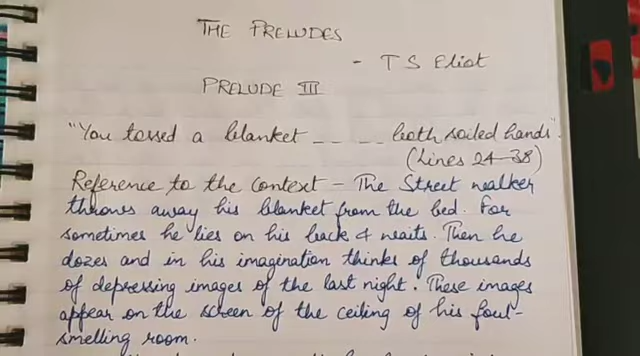 THE PRELUDES
- T S Eliot
PRELUDE III
"You tossed a blanket _ _ _ _ both soiled hands".
(Lines 24-38)
Reference to the context - The Street walker
throws away his blanket from the bed. For
sometimes he lies on his back & waits. Then he
dozes and in his imagination thinks of thousands
of depressing images of the last night. These images
appear on the screen of the ceiling of his foul-
smelling room.